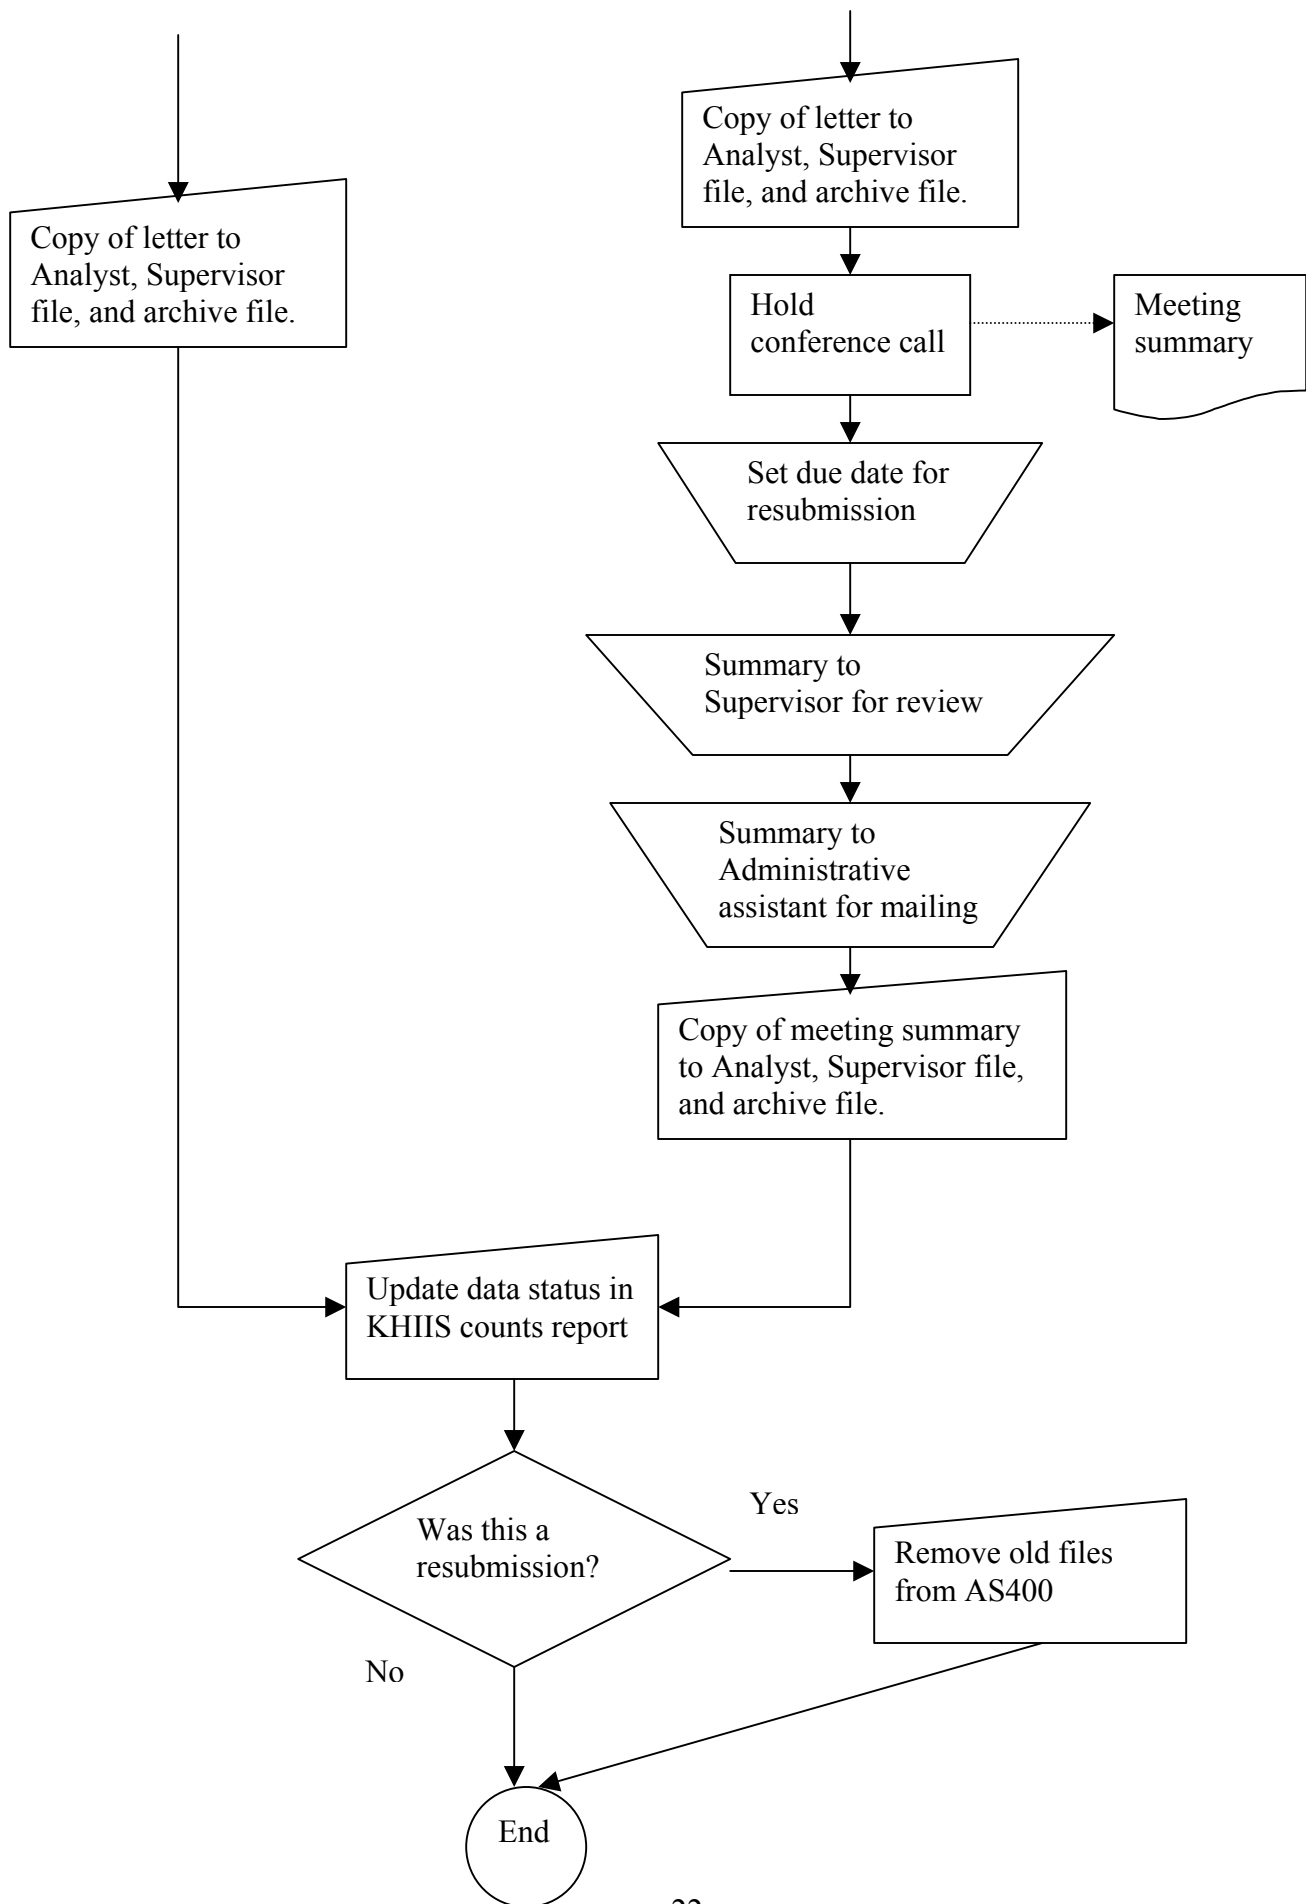 Copy of letter to
Analyst, Supervisor
file, and archive file.
Copy of letter to
Analyst, Supervisor
file, and archive file.
Hold
conference call
Meeting
summary
Set due date for
resubmission
Summary to
Supervisor for review
Summary to
Administrative
assistant for mailing
Copy of meeting summary
to Analyst, Supervisor file,
and archive file.
Update data status in
KHIIS counts report
Was this a
resubmission?
Yes
Remove old files
from AS400
No
End